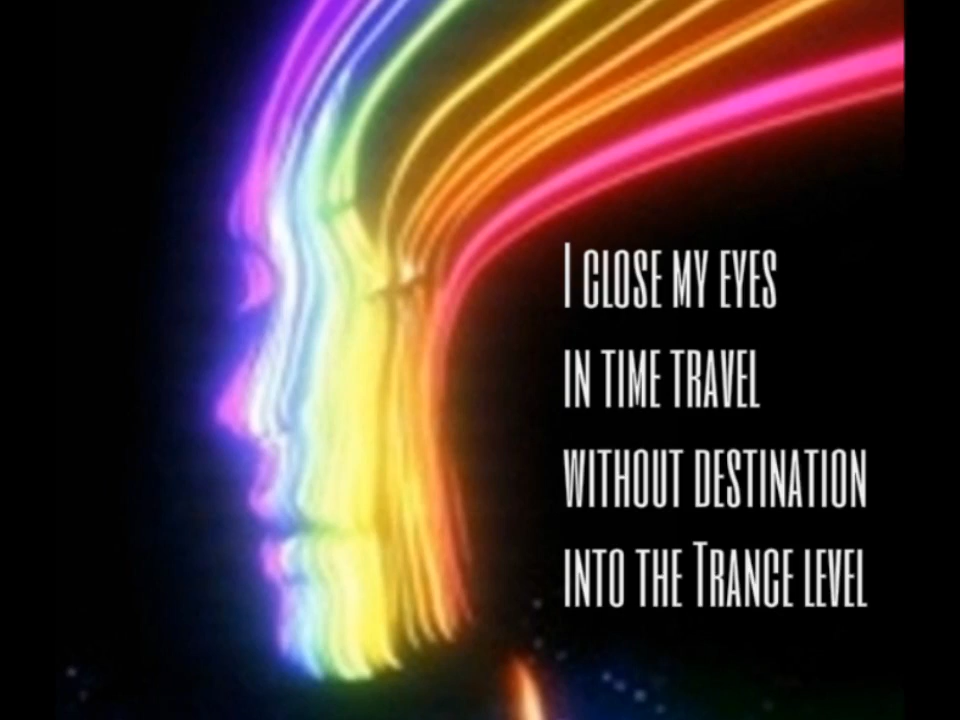 I close my eyes
in time travel
without destination
into the Trance level